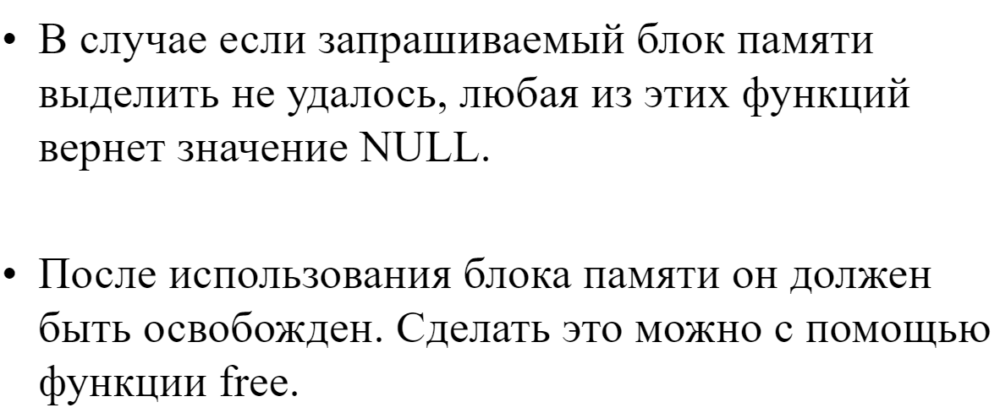 • В случае если запрашиваемый блок памяти
выделить не удалось, любая из этих функций
вернет значение NULL.
• После использования блока памяти он должен
быть освобожден. Сделать это можно с помощью
функции free.